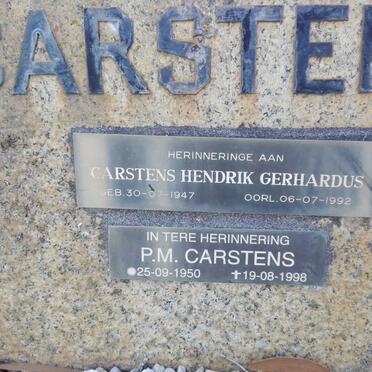 CARSTEN
HERINNERINGE AAN
CARSTENS HENDRIK GERHARDUS
GEB. 30-07-1947 OORL. 06-07-1992
IN TERE HERINNERING
P.M. CARSTENS
25-09-1950 ✝19-08-1998